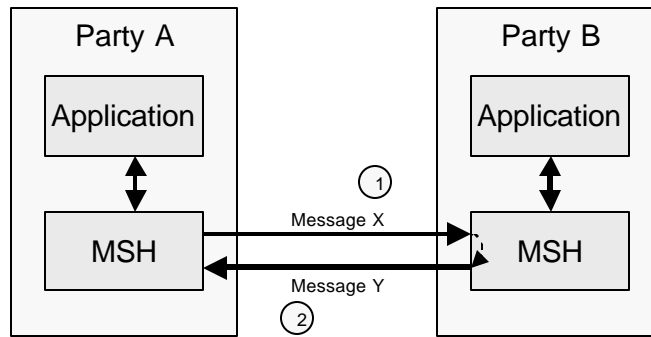 Party A
Party B
Application
Application
1
Message X
MSH
MSH
Message Y
2